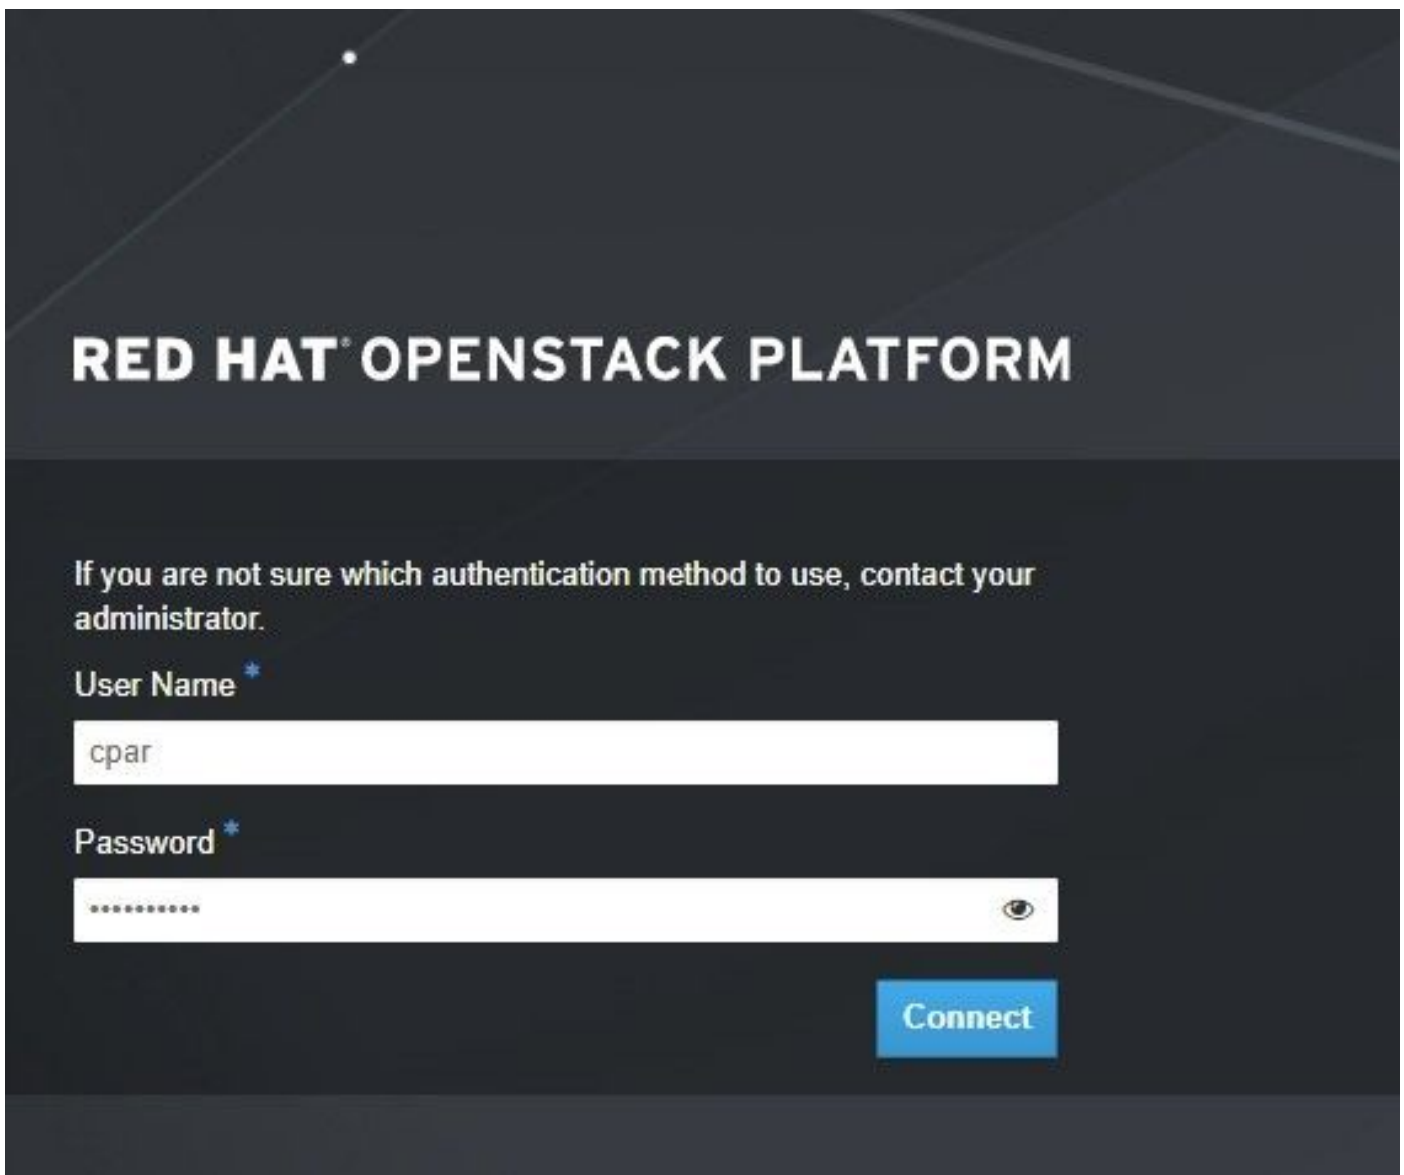 RED HAT® OPENSTACK PLATFORM
If you are not sure which authentication method to use, contact your
administrator.
User Name *
cpar
Password *
••••••••••
Connect